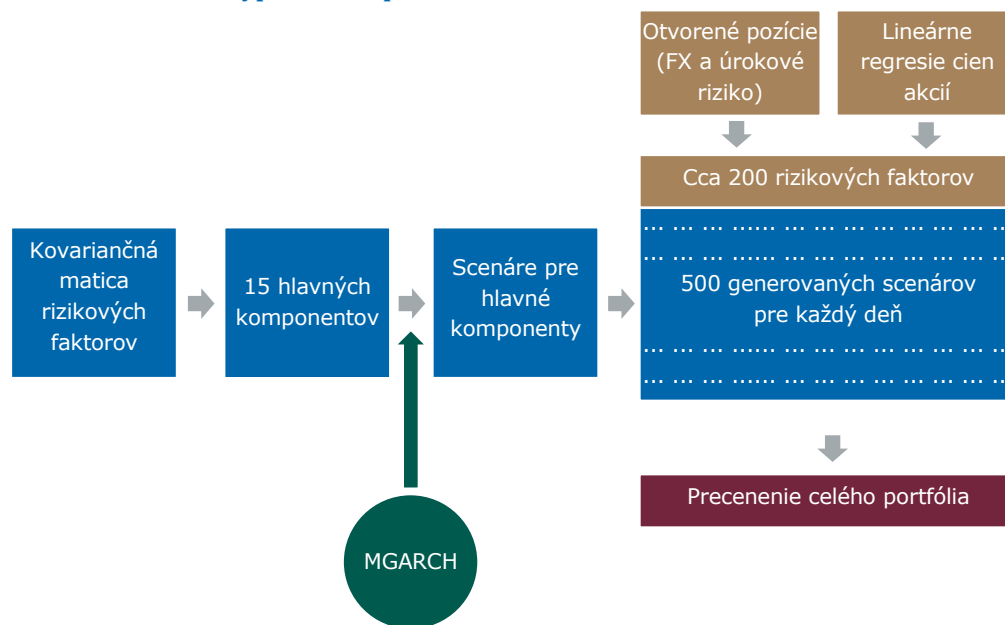 Otvorené pozície
(FX a úrokové
riziko)
Lineárne
regresie cien
akcií
Cca 200 rizikových faktorov
Kovariančná
matica
rizikových
faktorov
15 hlavných
komponentov
Scenáre pre
hlavné
komponenty
... ... ... ...... ... ... ... ... ... ... ... ..
... ... ... ...... ... ... ... ... ... ... ... ..
500 generovaných scenárov
pre každý deň
... ... ... ...... ... ... ... ... ... ... ... ..
... ... ... ...... ... ... ... ... ... ... ... ..
Precenenie celého portfólia
MGARCH